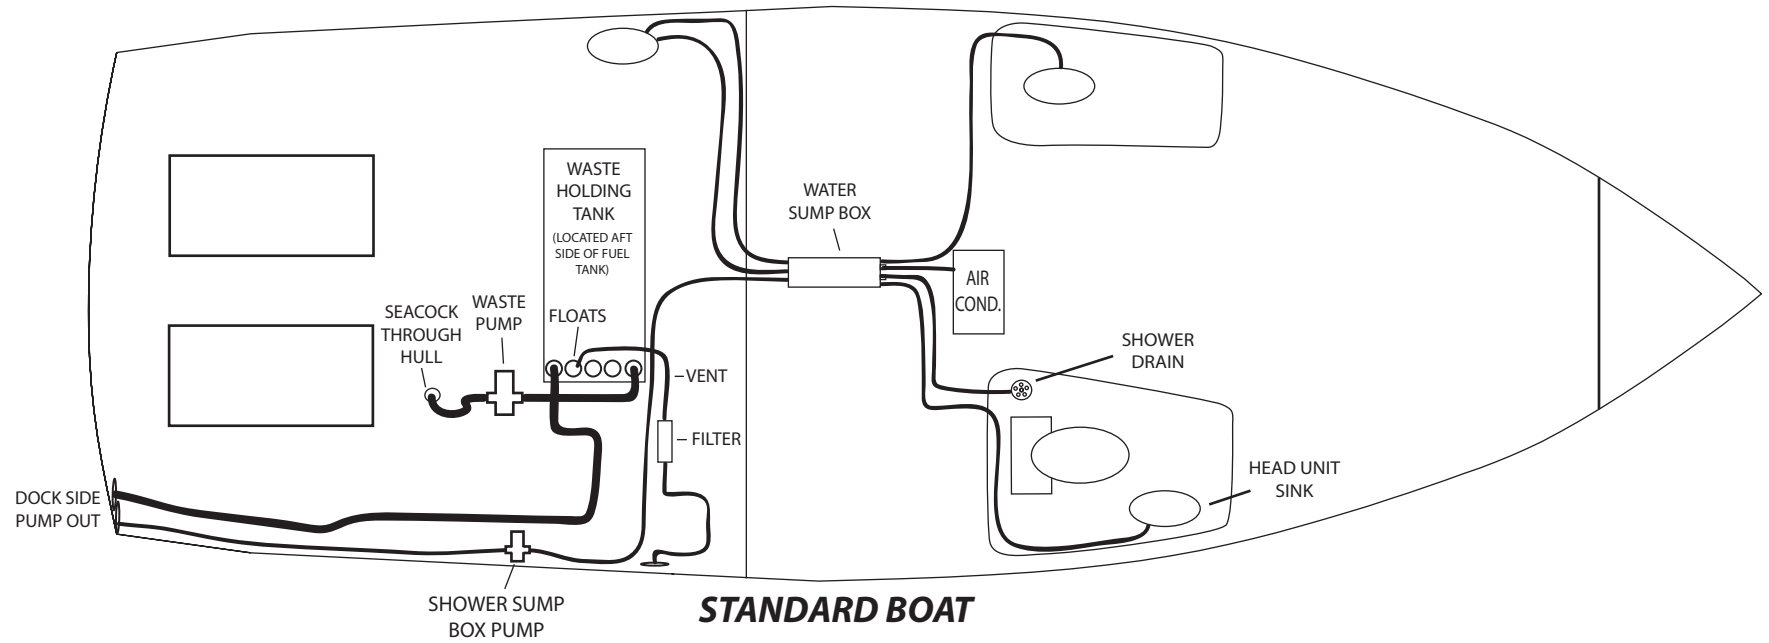 WASTE
HOLDING
TANK
(LOCATED AFT
SIDE OF FUEL
TANK)
WATER
SUMP BOX
AIR
COND.
SEACOCK
THROUGH
HULL
WASTE
PUMP
FLOATS
VENT
FILTER
SHOWER
DRAIN
HEAD UNIT
SINK
DOCK SIDE
PUMP OUT
SHOWER SUMP
BOX PUMP
STANDARD BOAT